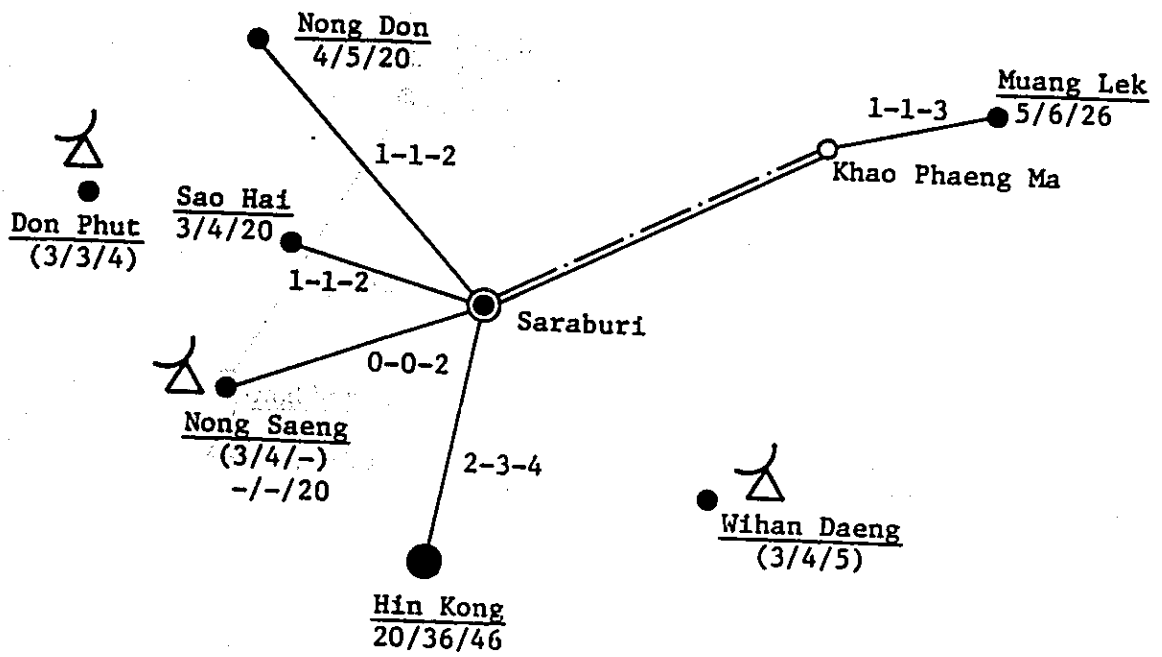 Nong Don
4/5/20
Muang Lek
5/6/26
1-1-3
Khao Phaeng Ma
1-1-2
Sao Hai
3/4/20
Don Phut
(3/3/4)
1-1-2
Saraburi
0-0-2
Nong Saeng
(3/4/-)
-/-/20
2-3-4
Wihan Daeng
(3/4/5)
Hin Kong
20/36/46